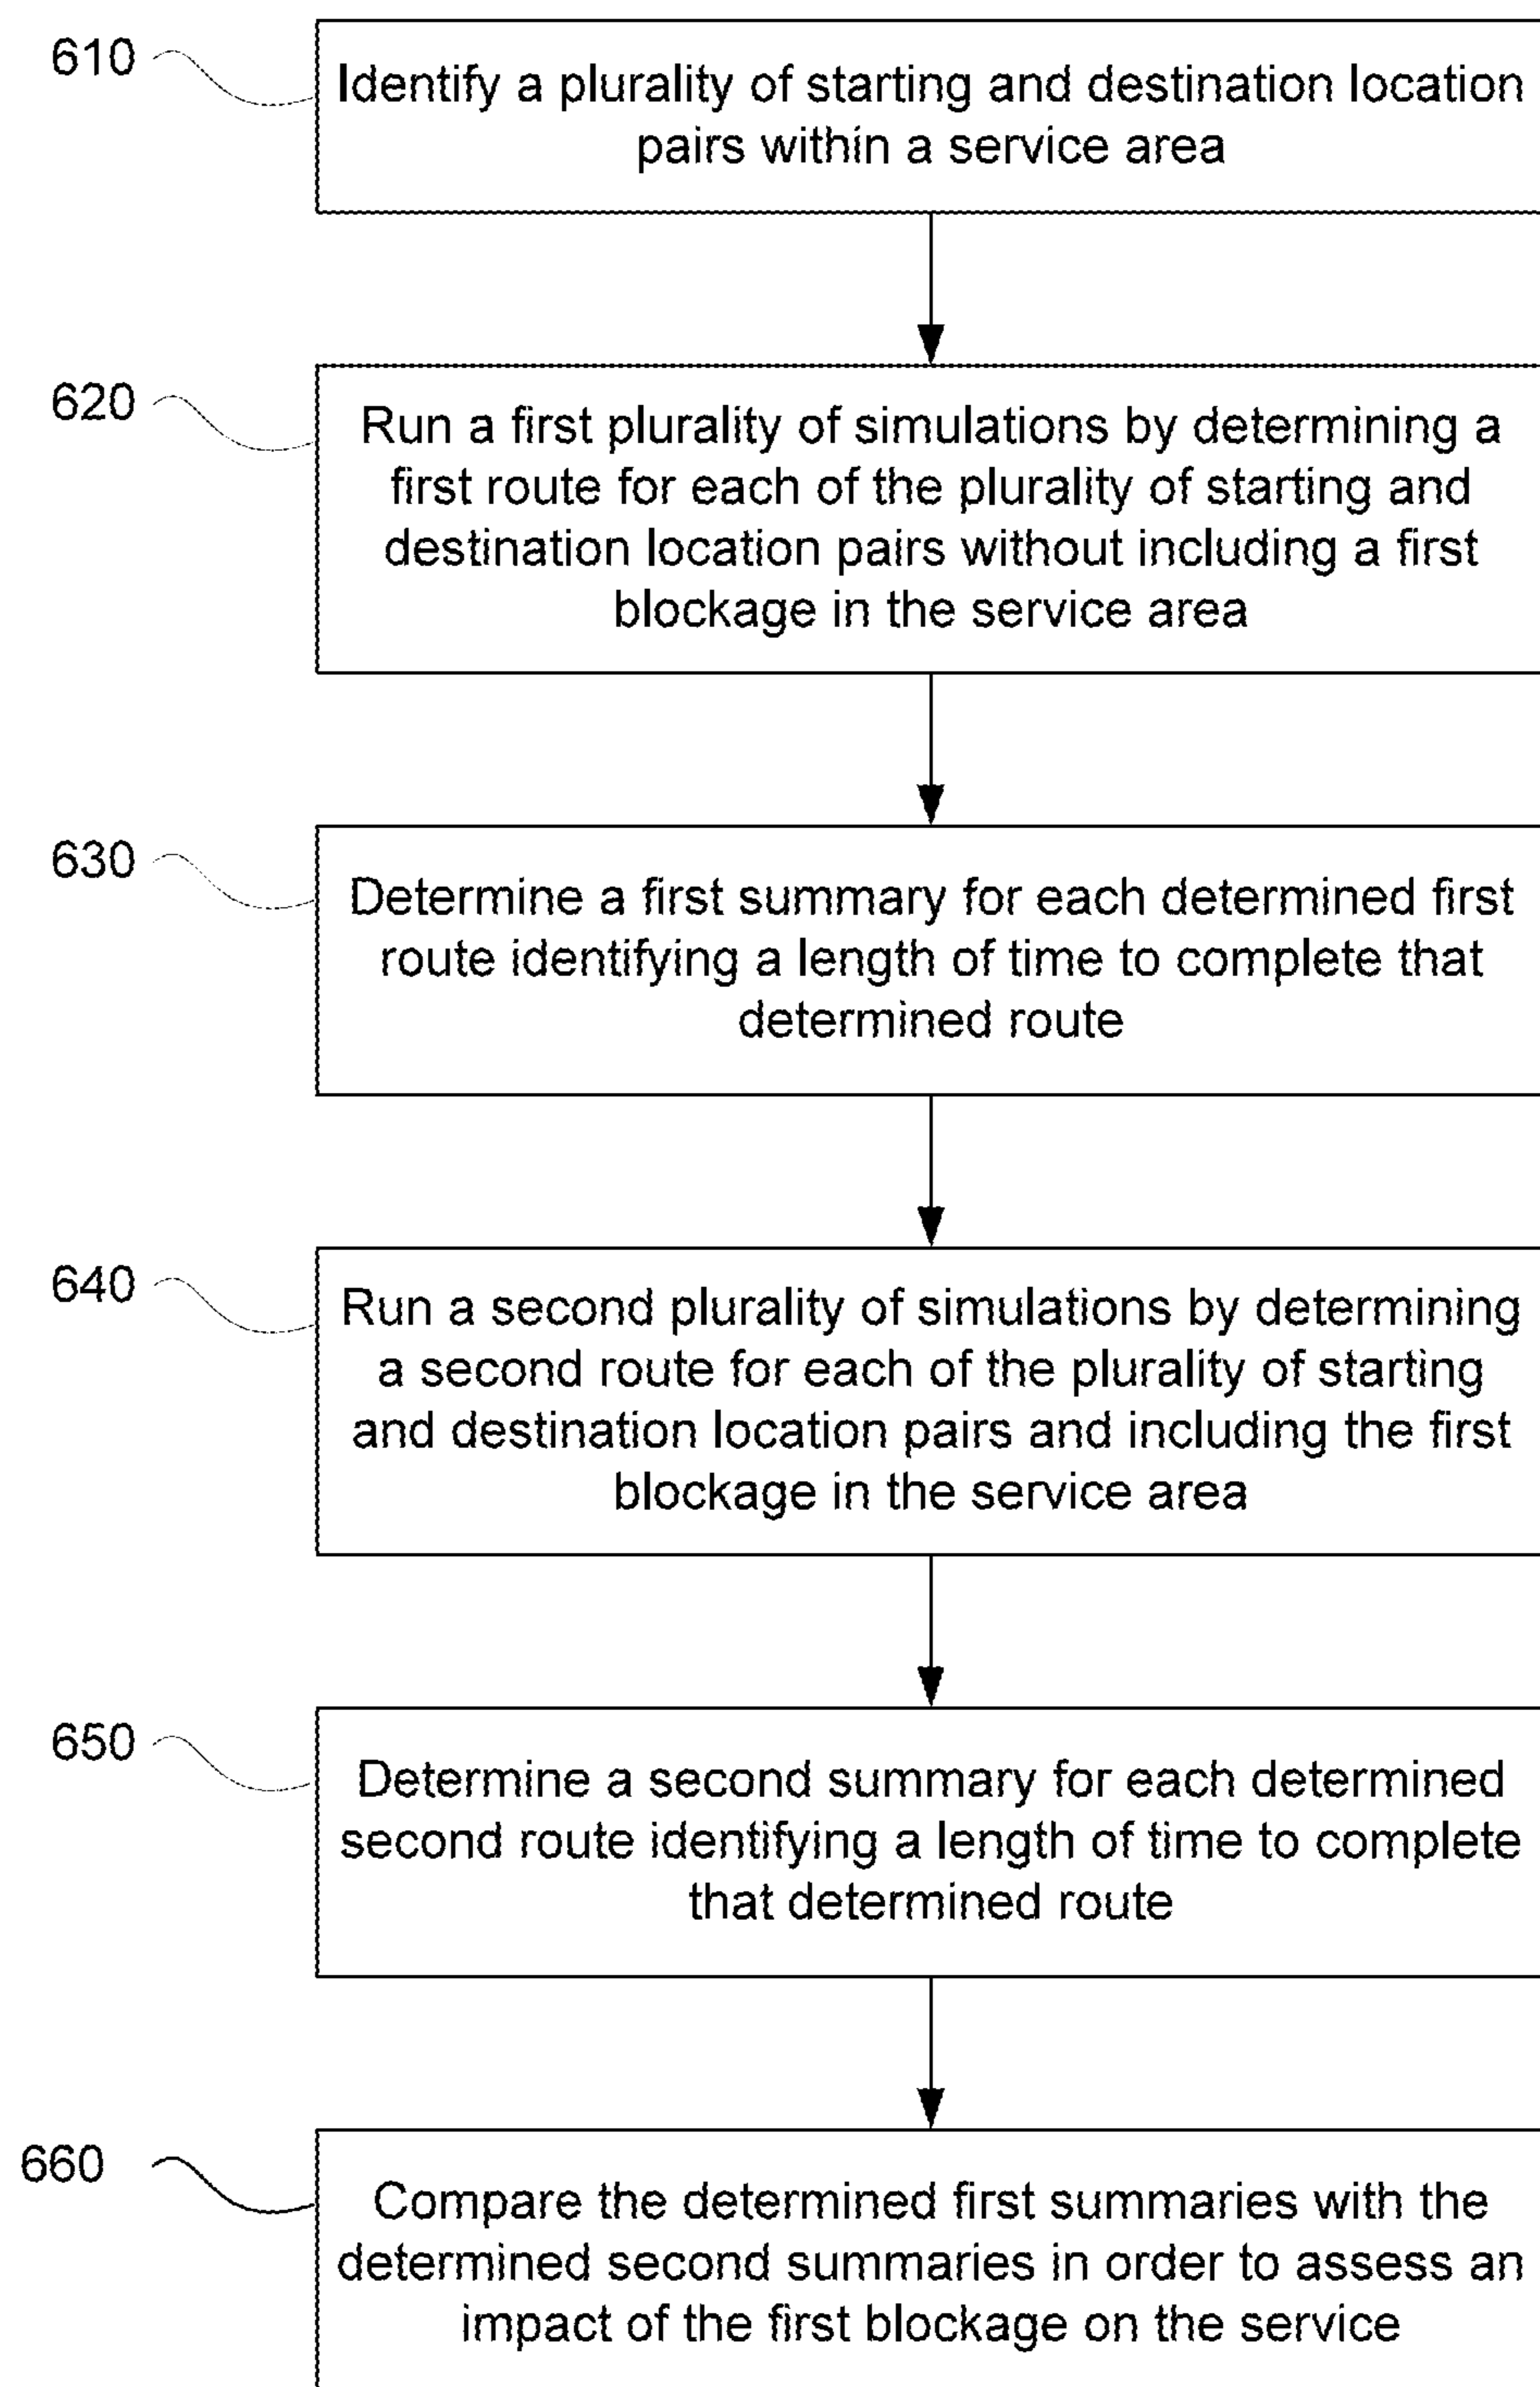 610
Identify a plurality of starting and destination location
pairs within a service area
620
Run a first plurality of simulations by determining a
first route for each of the plurality of starting and
destination location pairs without including a first
blockage in the service area
630
Determine a first summary for each determined first
route identifying a length of time to complete that
determined route
640
Run a second plurality of simulations by determining
a second route for each of the plurality of starting
and destination location pairs and including the first
blockage in the service area
650
Determine a second summary for each determined
second route identifying a length of time to complete
that determined route
660
Compare the determined first summaries with the
determined second summaries in order to assess an
impact of the first blockage on the service